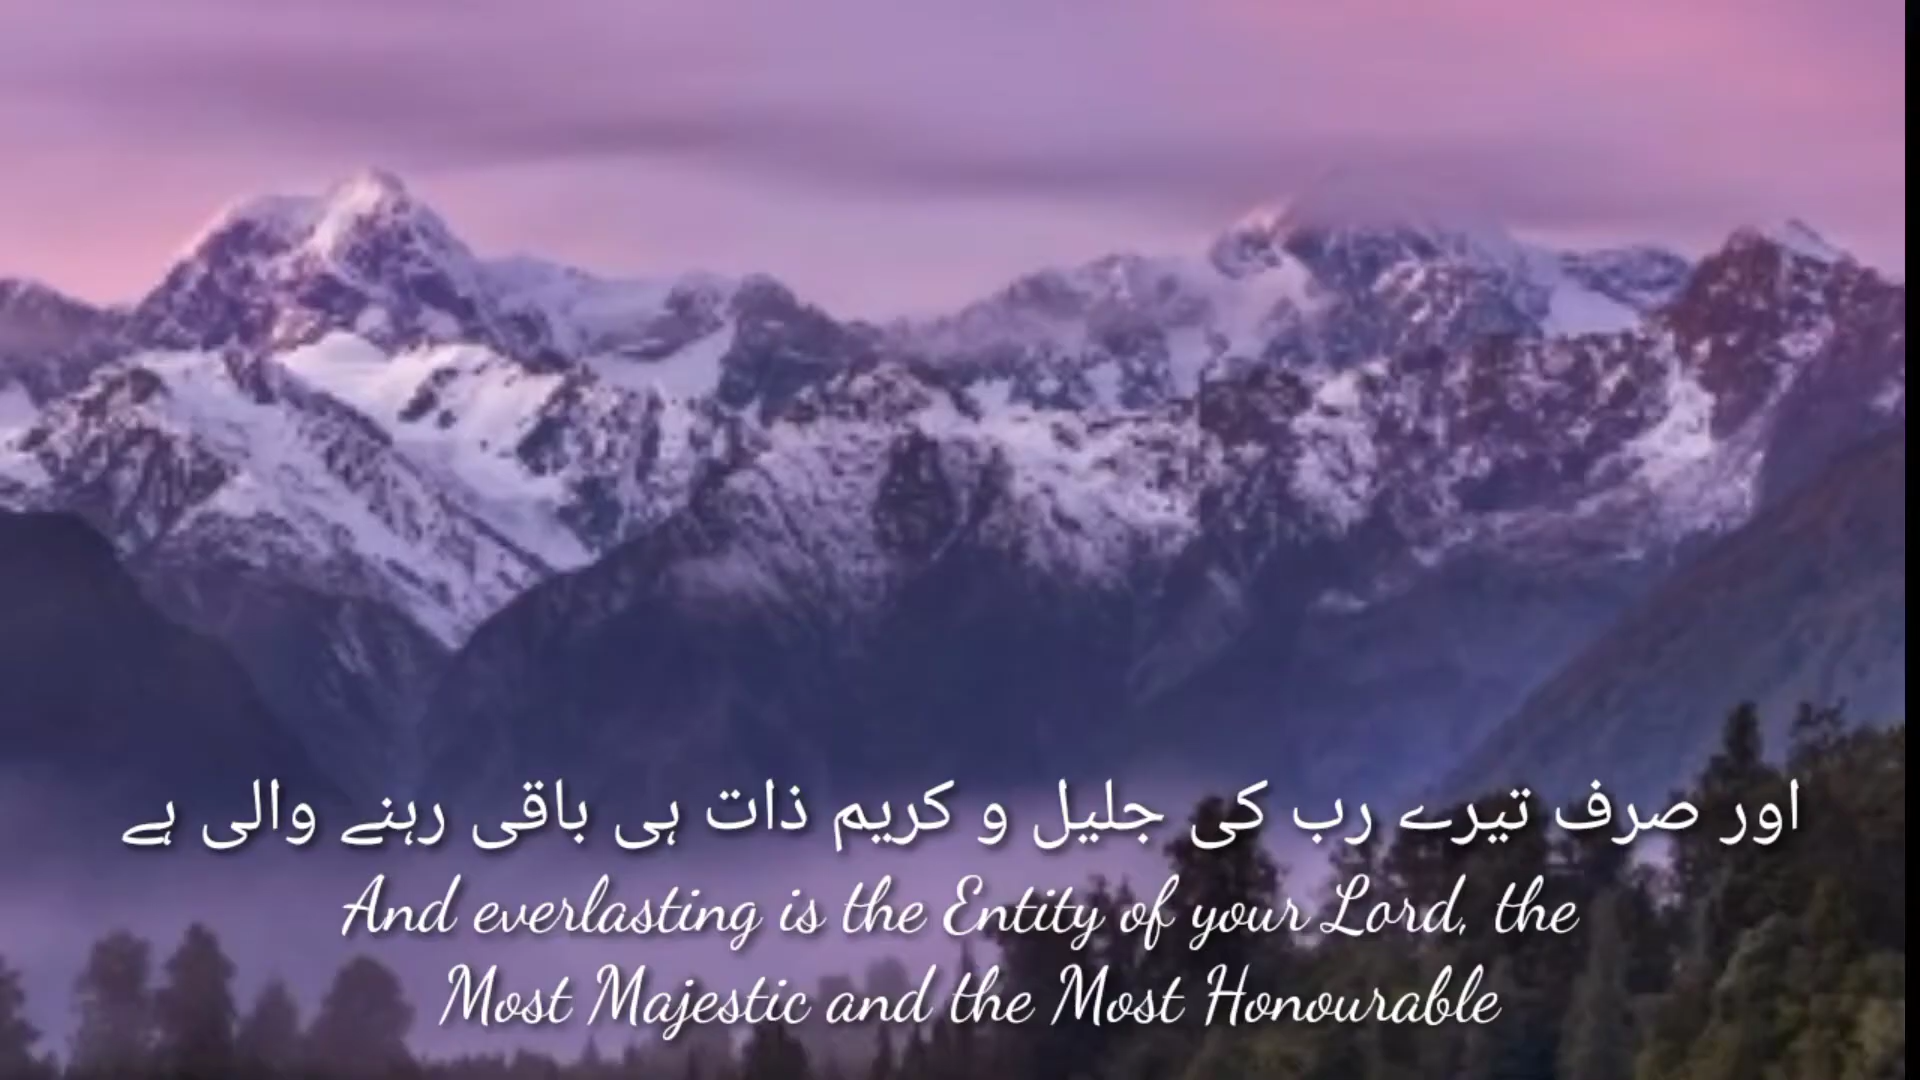 اور صرف تیرے رب کی جلیل و کریم ذات ہی باقی رہنے والی ہے
And everlasting is the Entity of your Lord, the
Most Majestic and the Most Honourable